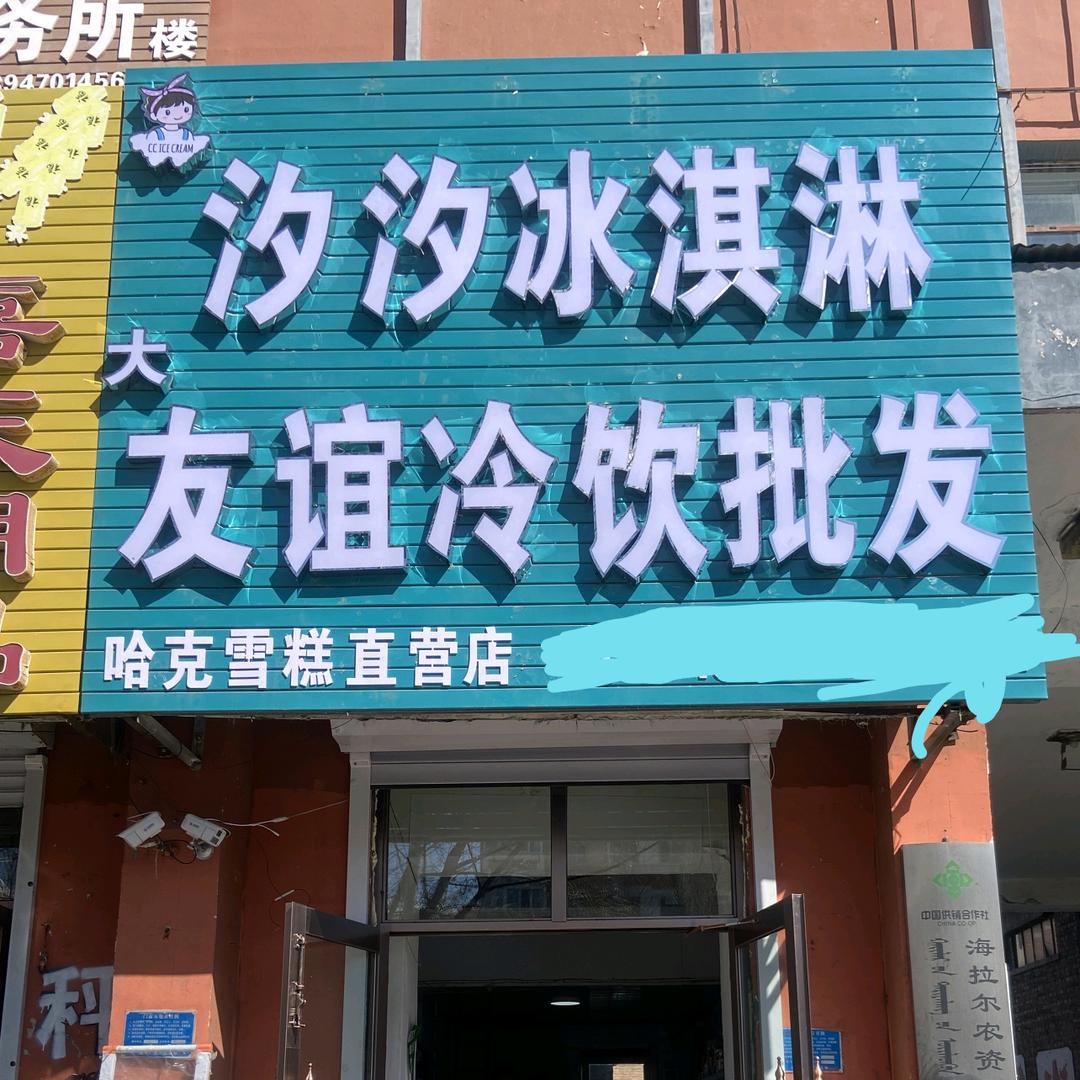 务所楼
94701456
CC ICE CREAM
汐汐冰淇淋
大
友谊冷饮批发
哈克雪糕直营店
中国供销合作社
CHINA CO-OP
海拉尔农资
科